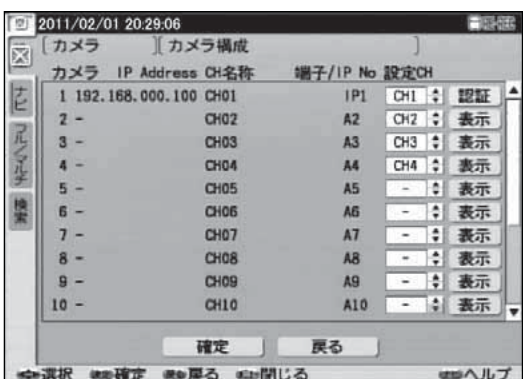 2011/02/01 20:29:06
カメラ カメラ構成
カメラ IP Address CH名称 端子/IP No 設定CH
1 192.168.000.100 CH01 IP1 CH1 認証
2 - CH02 A2 CH2 表示
3 - CH03 A3 CH3 表示
4 - CH04 A4 CH4 表示
5 - CH05 A5 - 表示
6 - CH06 A6 - 表示
7 - CH07 A7 - 表示
8 - CH08 A8 - 表示
9 - CH09 A9 - 表示
10 - CH10 A10 - 表示
ナビ
フル/マルチ
検索
確定 戻る
選択 確定 戻る 閉じる ヘルプ